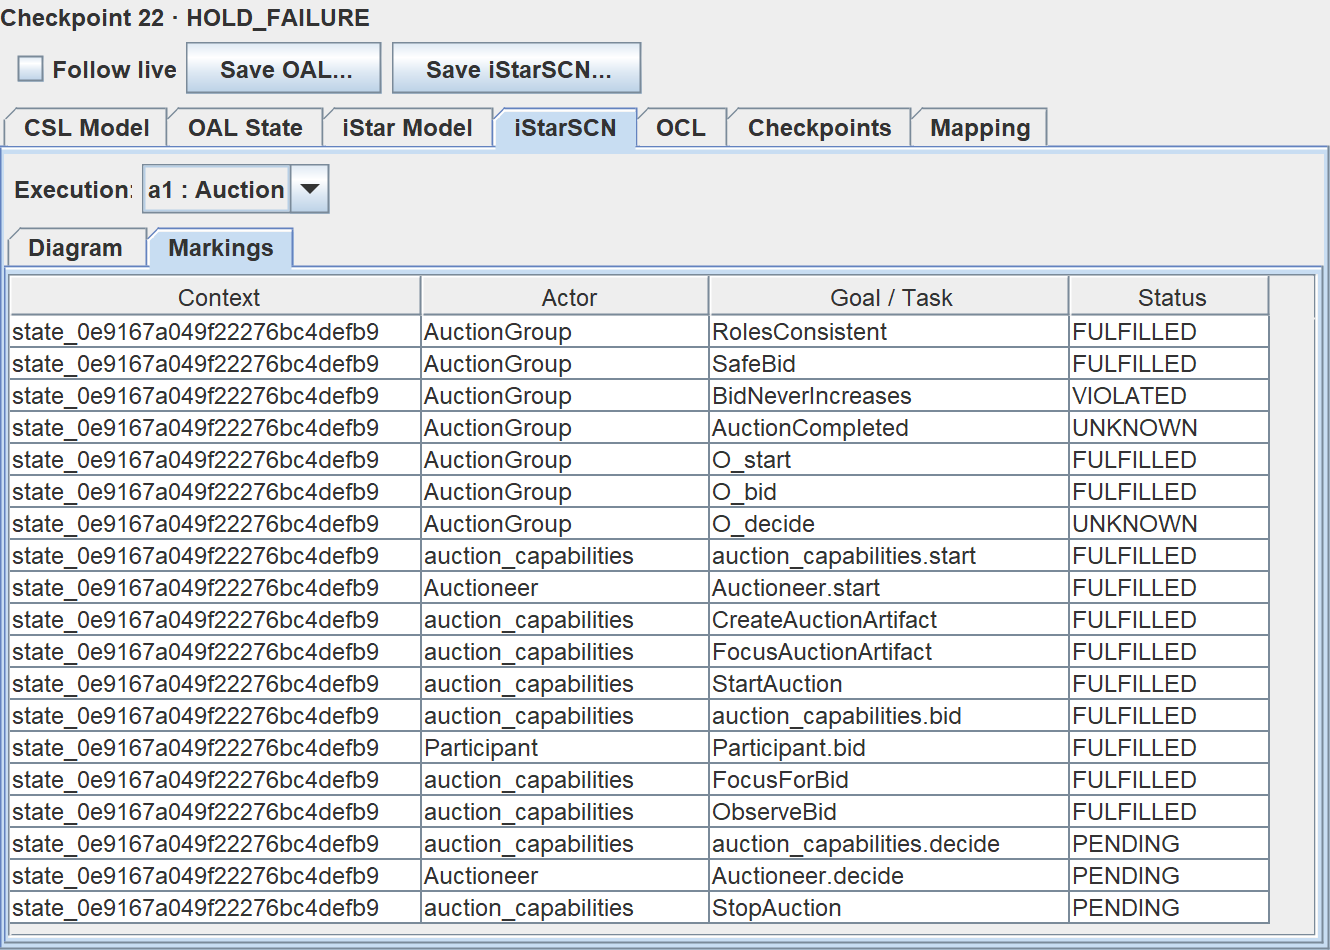 Checkpoint 22 · HOLD_FAILURE
Follow live Save OAL... Save iStarSCN...
CSL Model OAL State iStar Model iStarSCN OCL Checkpoints Mapping
Execution: a1 : Auction
Diagram Markings
Context Actor Goal / Task Status
state_0e9167a049f22276bc4defb9 AuctionGroup RolesConsistent FULFILLED
state_0e9167a049f22276bc4defb9 AuctionGroup SafeBid FULFILLED
state_0e9167a049f22276bc4defb9 AuctionGroup BidNeverIncreases VIOLATED
state_0e9167a049f22276bc4defb9 AuctionGroup AuctionCompleted UNKNOWN
state_0e9167a049f22276bc4defb9 AuctionGroup O_start FULFILLED
state_0e9167a049f22276bc4defb9 AuctionGroup O_bid FULFILLED
state_0e9167a049f22276bc4defb9 AuctionGroup O_decide UNKNOWN
state_0e9167a049f22276bc4defb9 auction_capabilities auction_capabilities.start FULFILLED
state_0e9167a049f22276bc4defb9 Auctioneer Auctioneer.start FULFILLED
state_0e9167a049f22276bc4defb9 auction_capabilities CreateAuctionArtifact FULFILLED
state_0e9167a049f22276bc4defb9 auction_capabilities FocusAuctionArtifact FULFILLED
state_0e9167a049f22276bc4defb9 auction_capabilities StartAuction FULFILLED
state_0e9167a049f22276bc4defb9 auction_capabilities auction_capabilities.bid FULFILLED
state_0e9167a049f22276bc4defb9 Participant Participant.bid FULFILLED
state_0e9167a049f22276bc4defb9 auction_capabilities FocusForBid FULFILLED
state_0e9167a049f22276bc4defb9 auction_capabilities ObserveBid FULFILLED
state_0e9167a049f22276bc4defb9 auction_capabilities auction_capabilities.decide PENDING
state_0e9167a049f22276bc4defb9 Auctioneer Auctioneer.decide PENDING
state_0e9167a049f22276bc4defb9 auction_capabilities StopAuction PENDING